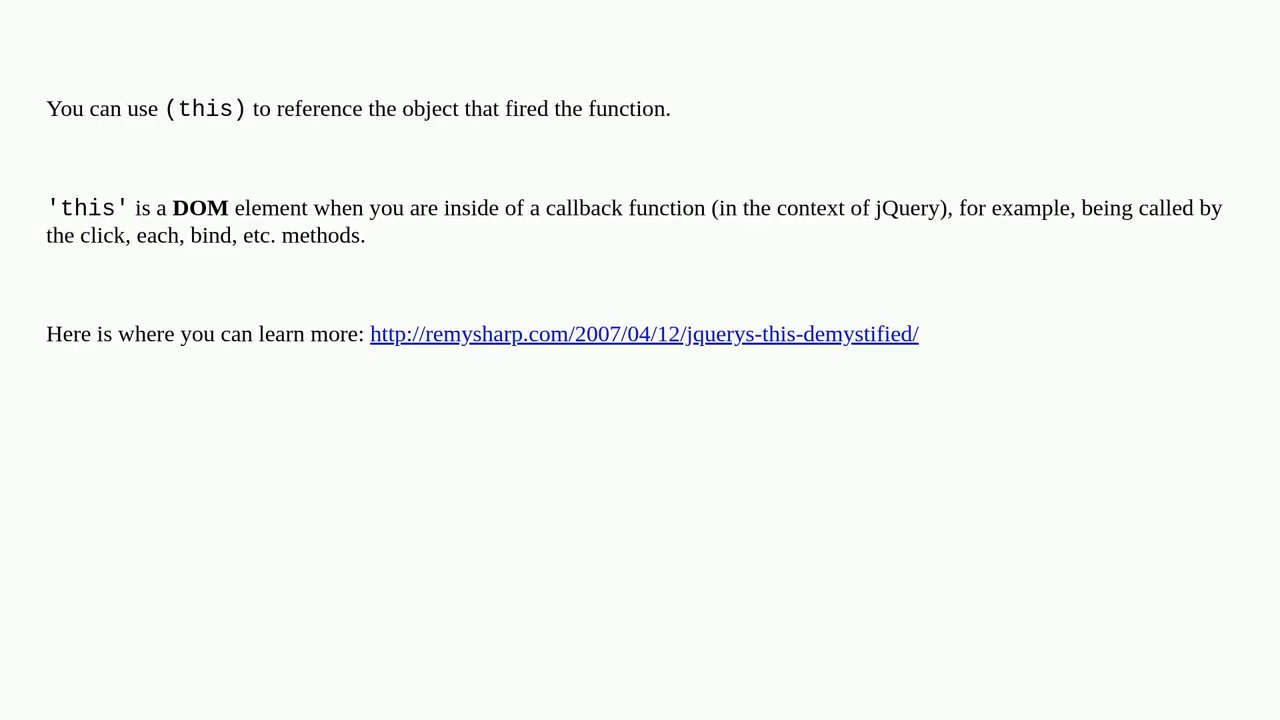 You can use (this) to reference the object that fired the function.
'this' is a DOM element when you are inside of a callback function (in the context of jQuery), for example, being called by
the click, each, bind, etc. methods.
Here is where you can learn more: http://remysharp.com/2007/04/12/jquerys-this-demystified/